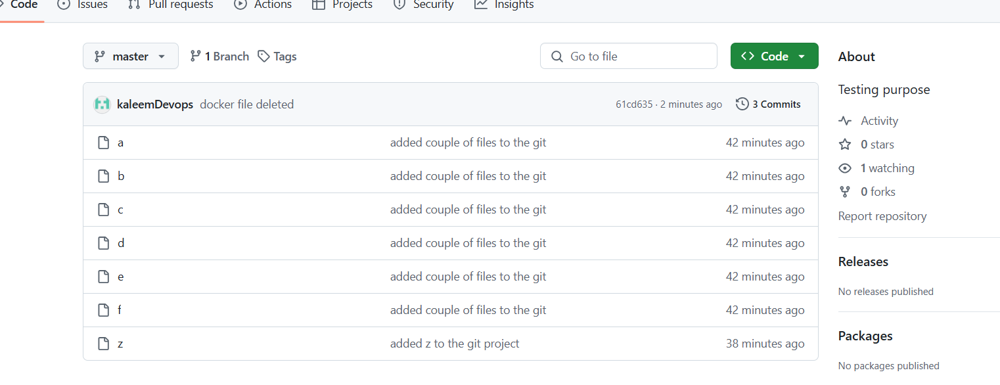 Code Issues Pull requests Actions Projects Security Insights
master 1 Branch Tags Go to file Code
kaleemDevops docker file deleted 61cd635 · 2 minutes ago 3 Commits
a added couple of files to the git 42 minutes ago
b added couple of files to the git 42 minutes ago
c added couple of files to the git 42 minutes ago
d added couple of files to the git 42 minutes ago
e added couple of files to the git 42 minutes ago
f added couple of files to the git 42 minutes ago
z added z to the git project 38 minutes ago
About
Testing purpose
Activity
0 stars
1 watching
0 forks
Report repository
Releases
No releases published
Packages
No packages published